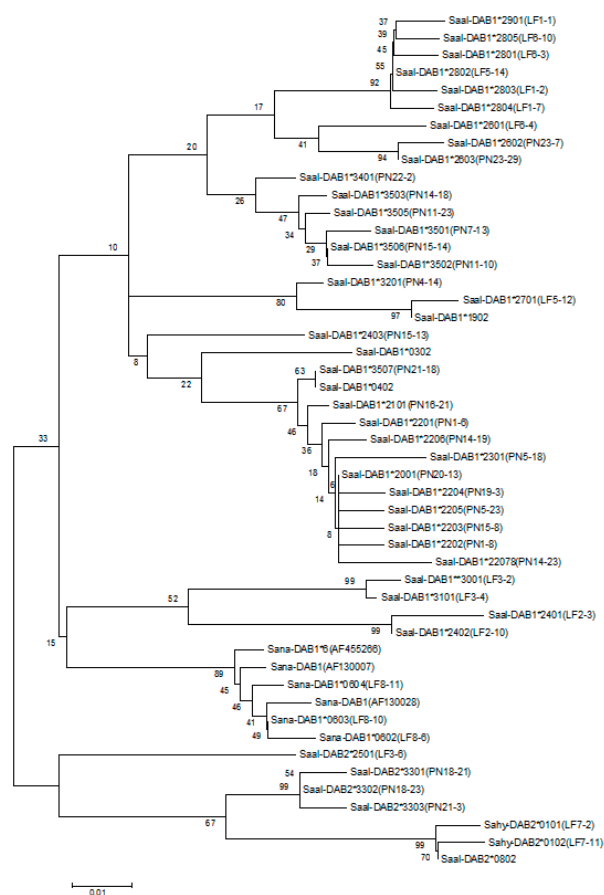 37 Saal-DAB1*2901(LF1-1)
39 Saal-DAB1*2805(LF6-10)
45 Saal-DAB1*2801(LF6-3)
55 Saal-DAB1*2802(LF5-14)
92 Saal-DAB1*2803(LF1-2)
Saal-DAB1*2804(LF1-7)
17
Saal-DAB1*2601(LF6-4)
41 Saal-DAB1*2602(PN23-7)
20
94 Saal-DAB1*2603(PN23-29)
Saal-DAB1*3401(PN22-2)
26 Saal-DAB1*3503(PN14-18)
47 Saal-DAB1*3505(PN11-23)
34 Saal-DAB1*3501(PN7-13)
10 29 Saal-DAB1*3506(PN15-14)
37 Saal-DAB1*3502(PN11-10)
Saal-DAB1*3201(PN4-14)
80 Saal-DAB1*2701(LF5-12)
97 Saal-DAB1*1902
Saal-DAB1*2403(PN15-13)
8 Saal-DAB1*0302
63 Saal-DAB1*3507(PN21-18)
22 Saal-DAB1*0402
67 Saal-DAB1*2101(PN16-21)
46 Saal-DAB1*2201(PN1-6)
33 36 Saal-DAB1*2206(PN14-19)
18 Saal-DAB1*2301(PN5-18)
6 Saal-DAB1*2001(PN20-13)
14 Saal-DAB1*2204(PN19-3)
Saal-DAB1*2205(PN5-23)
8 Saal-DAB1*2203(PN15-8)
Saal-DAB1*2202(PN1-8)
Saal-DAB1*22078(PN14-23)
99 Saal-DAB1**3001(LF3-2)
52 Saal-DAB1*3101(LF3-4)
Saal-DAB1*2401(LF2-3)
99 Saal-DAB1*2402(LF2-10)
15 Sana-DAB1*6(AF455266)
89 Sana-DAB1(AF130007)
45 Sana-DAB1*0604(LF8-11)
46 Sana-DAB1(AF130028)
41 Sana-DAB1*0603(LF8-10)
49 Sana-DAB1*0602(LF8-6)
Saal-DAB2*2501(LF3-6)
54 Saal-DAB2*3301(PN18-21)
99 Saal-DAB2*3302(PN18-23)
Saal-DAB2*3303(PN21-3)
67 Sahy-DAB2*0101(LF7-2)
99 Sahy-DAB2*0102(LF7-11)
70 Saal-DAB2*0802
0.01